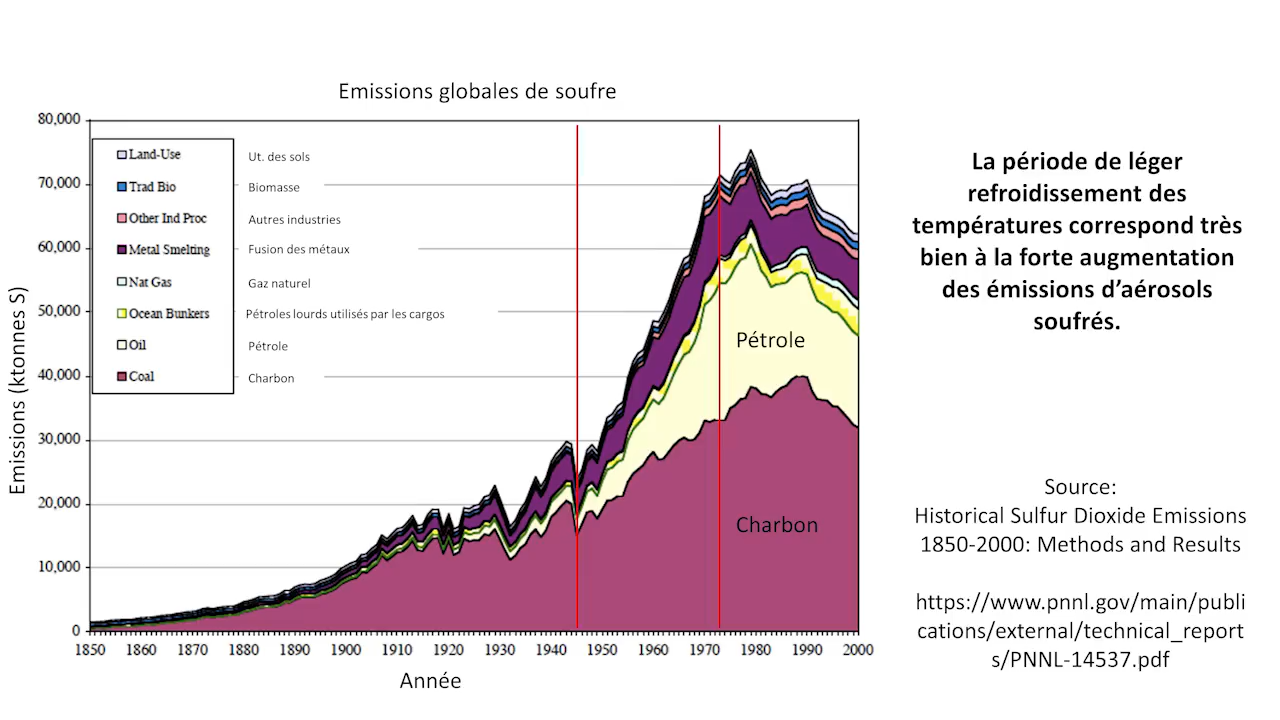 Emissions globales de soufre
80,000
70,000
60,000
50,000
40,000
30,000
20,000
10,000
0
Emissions (ktonnes S)
Land-Use
Ut. des sols
Trad Bio
Biomasse
Other Ind Proc
Autres industries
Metal Smelting
Fusion des métaux
Nat Gas
Gaz naturel
Ocean Bunkers
Pétroles lourds utilisés par les cargos
Oil
Pétrole
Coal
Charbon
Pétrole
Charbon
1850 1860 1870 1880 1890 1900 1910 1920 1930 1940 1950 1960 1970 1980 1990 2000
Année
La période de léger
refroidissement des
températures correspond très
bien à la forte augmentation
des émissions d’aérosols
soufrés.
Source:
Historical Sulfur Dioxide Emissions
1850-2000: Methods and Results
https://www.pnnl.gov/main/publi
cations/external/technical_report
s/PNNL-14537.pdf